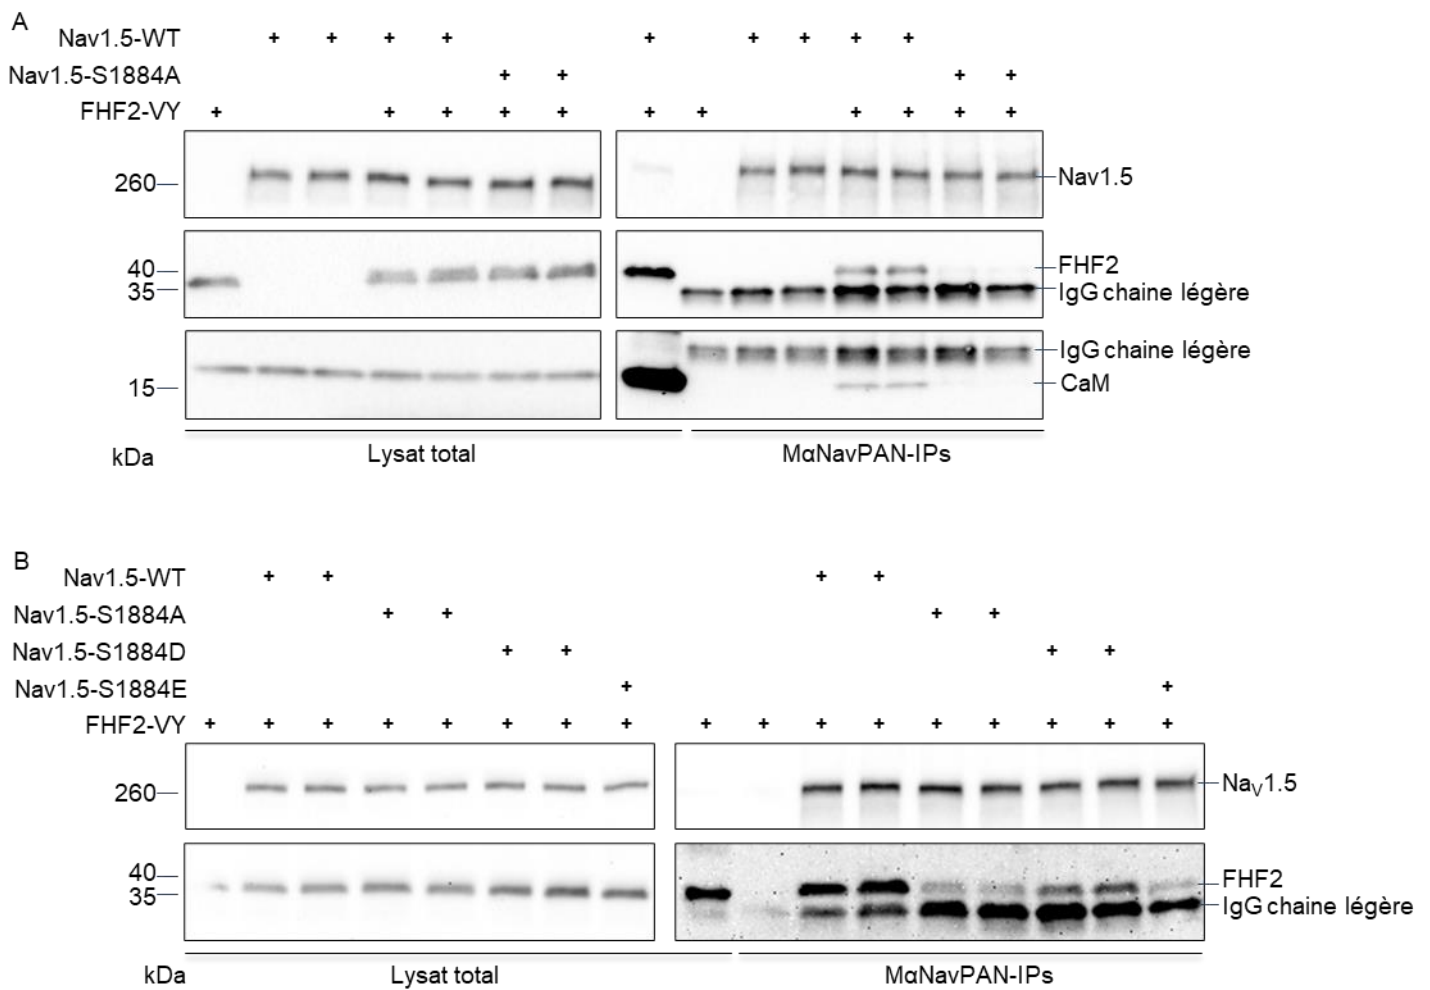 A
Nav1.5-WT + + + + + + + + +
Nav1.5-S1884A + + + +
FHF2-VY + + + + + + + + + + +
260
Nav1.5
40
35
FHF2
IgG chaine légère
15
IgG chaine légère
CaM
kDa
Lysat total
MαNavPAN-IPs
B
Nav1.5-WT + + + +
Nav1.5-S1884A + + + +
Nav1.5-S1884D + + + +
Nav1.5-S1884E + +
FHF2-VY + + + + + + + + + + + + + + + + +
260
NaV1.5
40
35
FHF2
IgG chaine légère
kDa
Lysat total
MαNavPAN-IPs